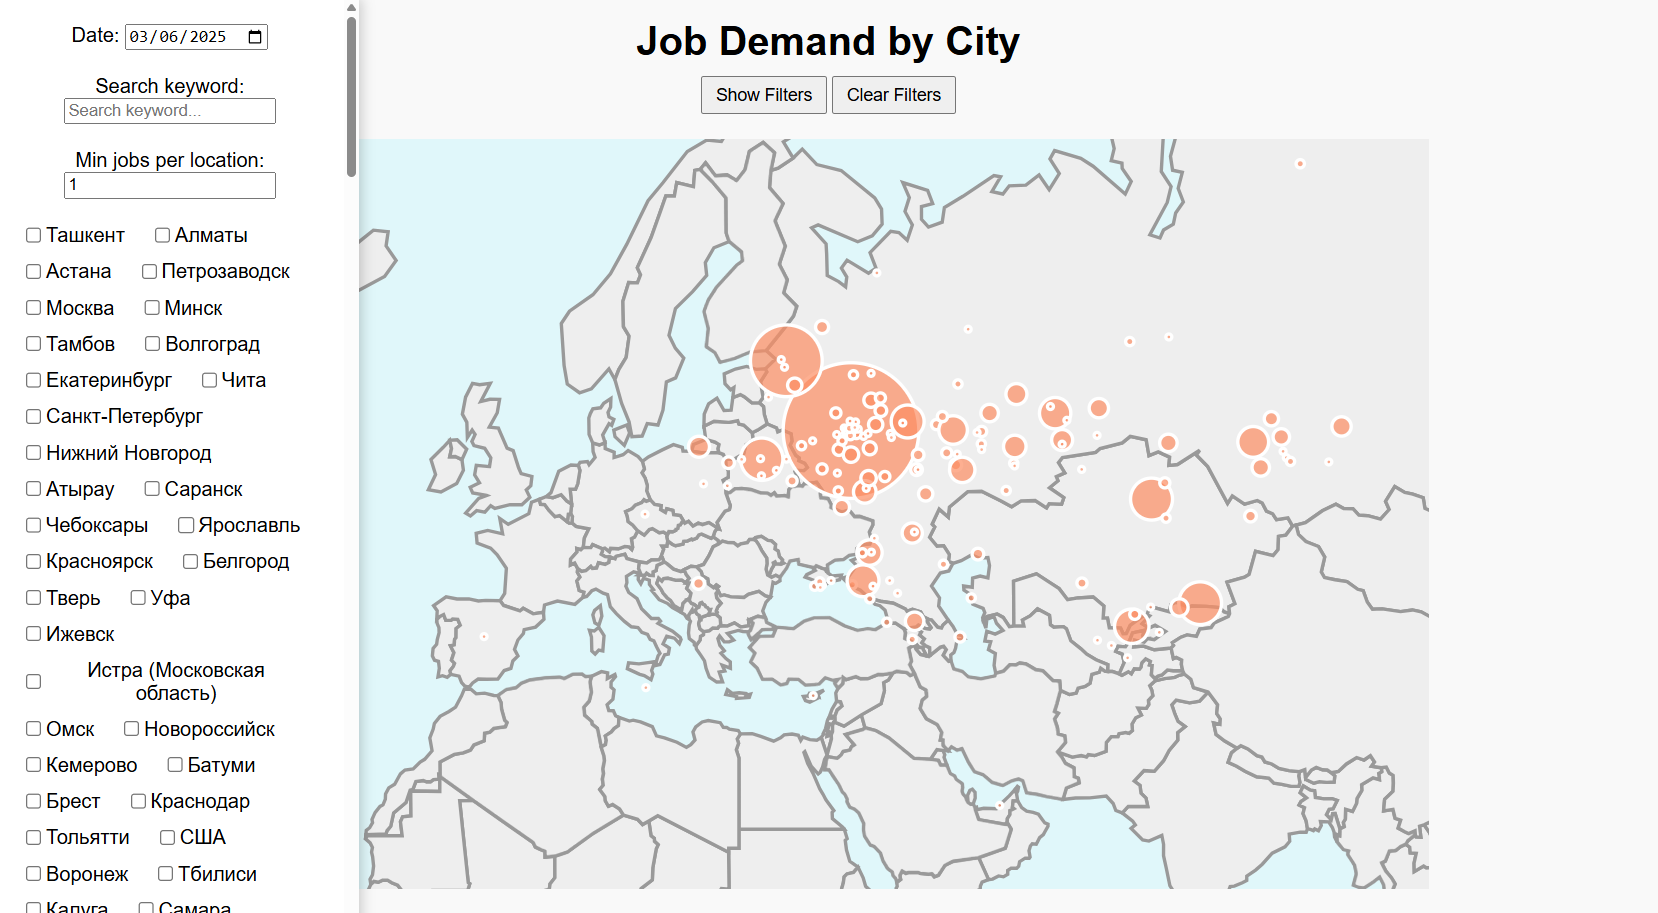 Date: 03/06/2025
Search keyword:
Search keyword...
Min jobs per location:
1
Ташкент Алматы
Астана Петрозаводск
Москва Минск
Тамбов Волгоград
Екатеринбург Чита
Санкт-Петербург
Нижний Новгород
Атырау Саранск
Чебоксары Ярославль
Красноярск Белгород
Тверь Уфа
Ижевск
Истра (Московская
область)
Омск Новороссийск
Кемерово Батуми
Брест Краснодар
Тольятти США
Воронеж Тбилиси
Калуга Самара
Job Demand by City
Show Filters Clear Filters